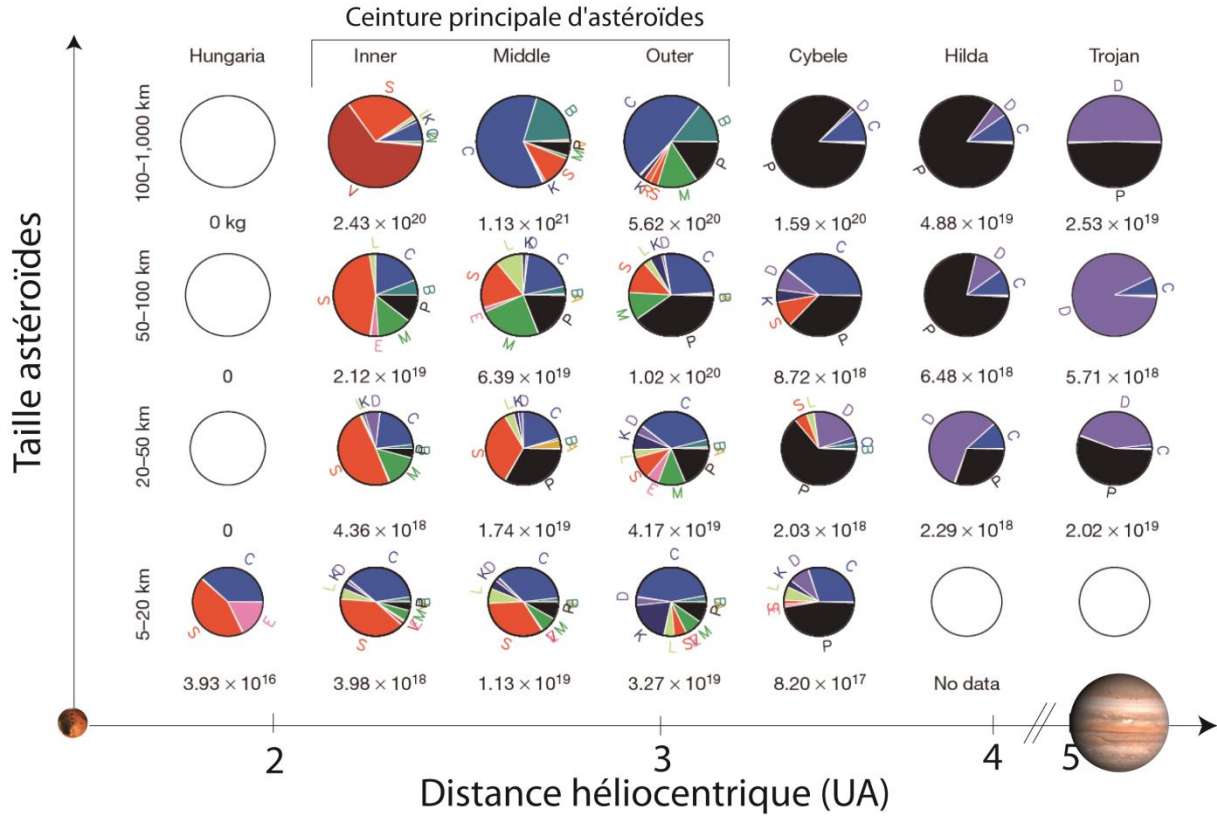 Ceinture principale d'astéroïdes
Hungaria Inner Middle Outer Cybele Hilda Trojan
Taille astéroïdes
100–1,000 km
S K C M V
C B P M S K
C B P M S R K
D C P
D C P
D P
0 kg 2.43 × 10²⁰ 1.13 × 10²¹ 5.62 × 10²⁰ 1.59 × 10²⁰ 4.88 × 10¹⁹ 2.53 × 10¹⁹
50–100 km
L C B P M E S
L K D C B A P M E S
L K D C B P M S
C D K S P
D C P
C D
0 2.12 × 10¹⁹ 6.39 × 10¹⁹ 1.02 × 10²⁰ 8.72 × 10¹⁸ 6.48 × 10¹⁸ 5.71 × 10¹⁸
20–50 km
L K D C B P M S
L K D C B A P S
D C B A P M E S L K
S L D C B P
D C P
D C P
0 4.36 × 10¹⁸ 1.74 × 10¹⁹ 4.17 × 10¹⁹ 2.03 × 10¹⁸ 2.29 × 10¹⁸ 2.02 × 10¹⁹
5–20 km
C E S
L K D C B P M V S
L K D C B P M V S
C B P M V S L K D
L K D C P
3.93 × 10¹⁶ 3.98 × 10¹⁸ 1.13 × 10¹⁹ 3.27 × 10¹⁹ 8.20 × 10¹⁷ No data
2 3 4 5
Distance héliocentrique (UA)